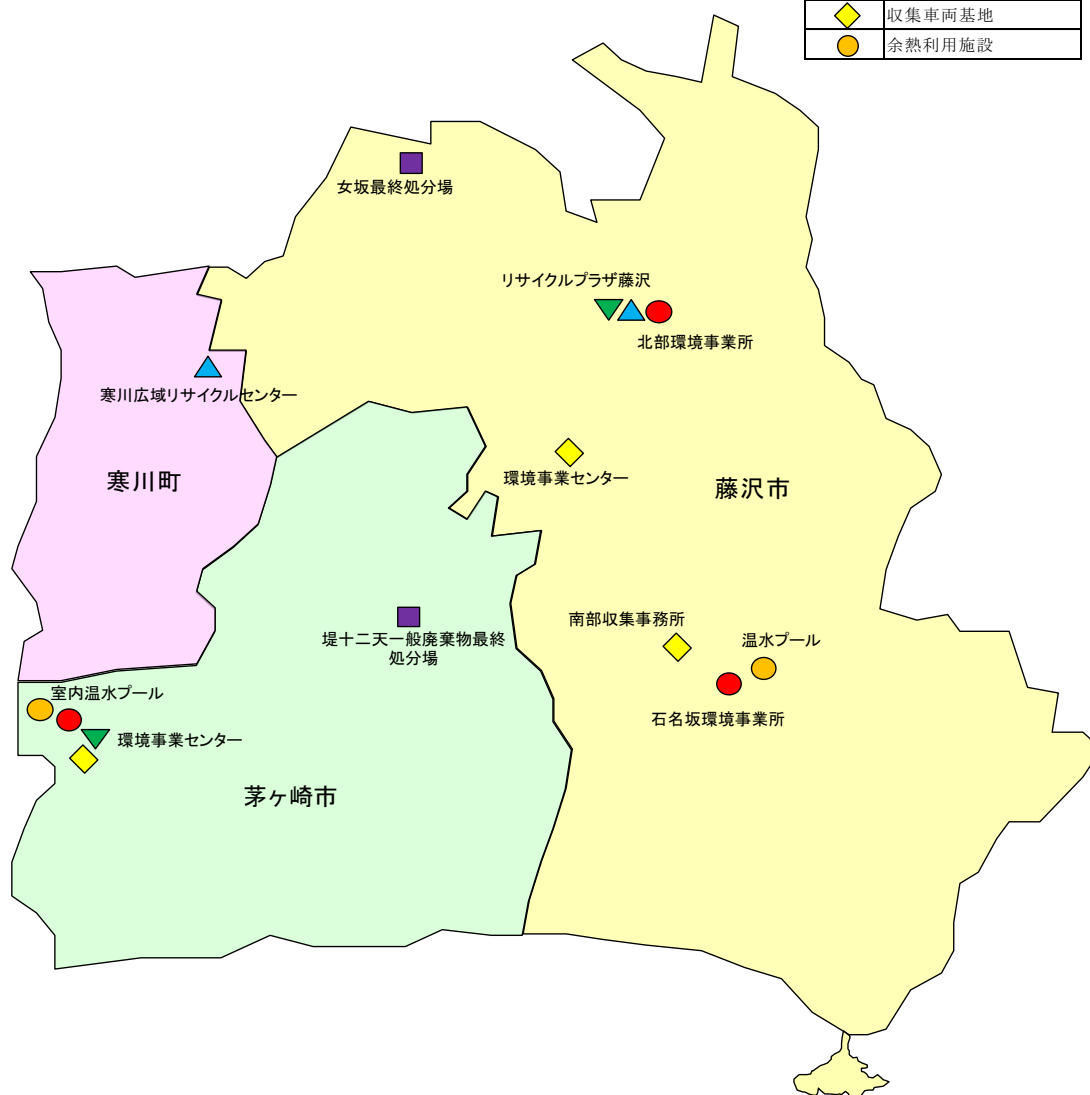 収集車両基地
余熱利用施設
女坂最終処分場
リサイクルプラザ藤沢
北部環境事業所
寒川広域リサイクルセンター
寒川町
環境事業センター
藤沢市
堤十二天一般廃棄物最終
処分場
南部収集事務所
温水プール
石名坂環境事業所
室内温水プール
環境事業センター
茅ヶ崎市